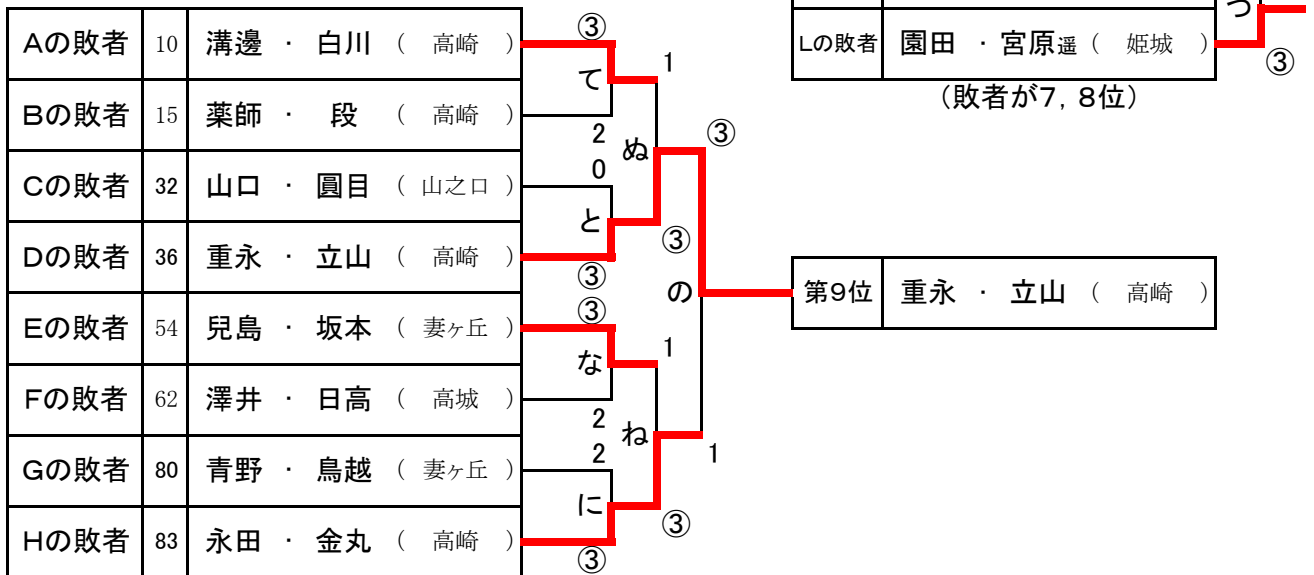 Aの敗者 10 溝邊 ・ 白川 （ 高崎 ）
Bの敗者 15 薬師 ・ 段 （ 高崎 ）
Cの敗者 32 山口 ・ 圓目 （ 山之口 ）
Dの敗者 36 重永 ・ 立山 （ 高崎 ）
Eの敗者 54 兒島 ・ 坂本 （ 妻ヶ丘 ）
Fの敗者 62 澤井 ・ 日高 （ 高城 ）
Gの敗者 80 青野 ・ 鳥越 （ 妻ヶ丘 ）
Hの敗者 83 永田 ・ 金丸 （ 高崎 ）
③
て
2
0
と
③
③
な
2
2
に
③
1
ぬ
③
1
ね
③
③
の
1
つ
Lの敗者 園田 ・宮原遥（ 姫城 ）
③
（敗者が7，8位）
第9位 重永 ・ 立山 （ 高崎 ）